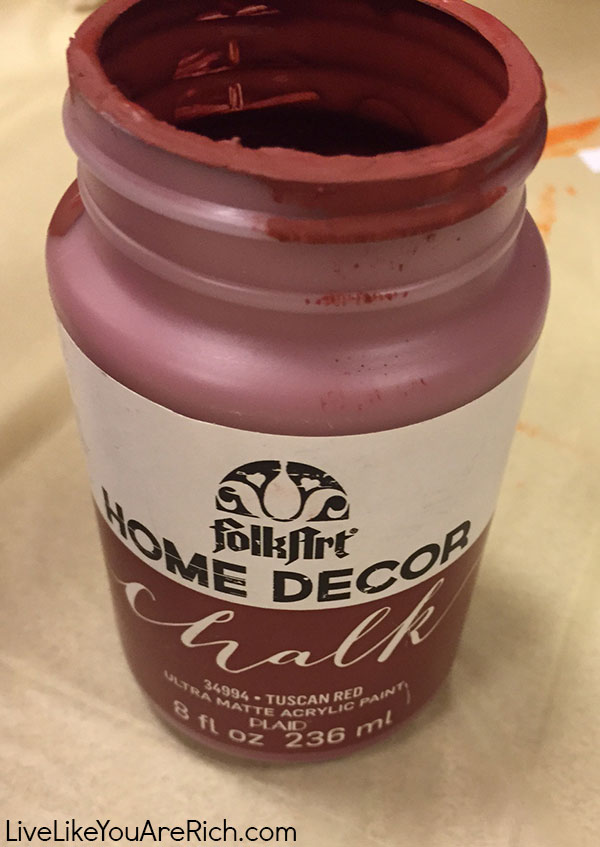 FolkArt
HOME DECOR
chalk
34994 • TUSCAN RED
ULTRA MATTE ACRYLIC PAINT
PLAID
8 fl oz 236 ml
LiveLikeYouAreRich.com